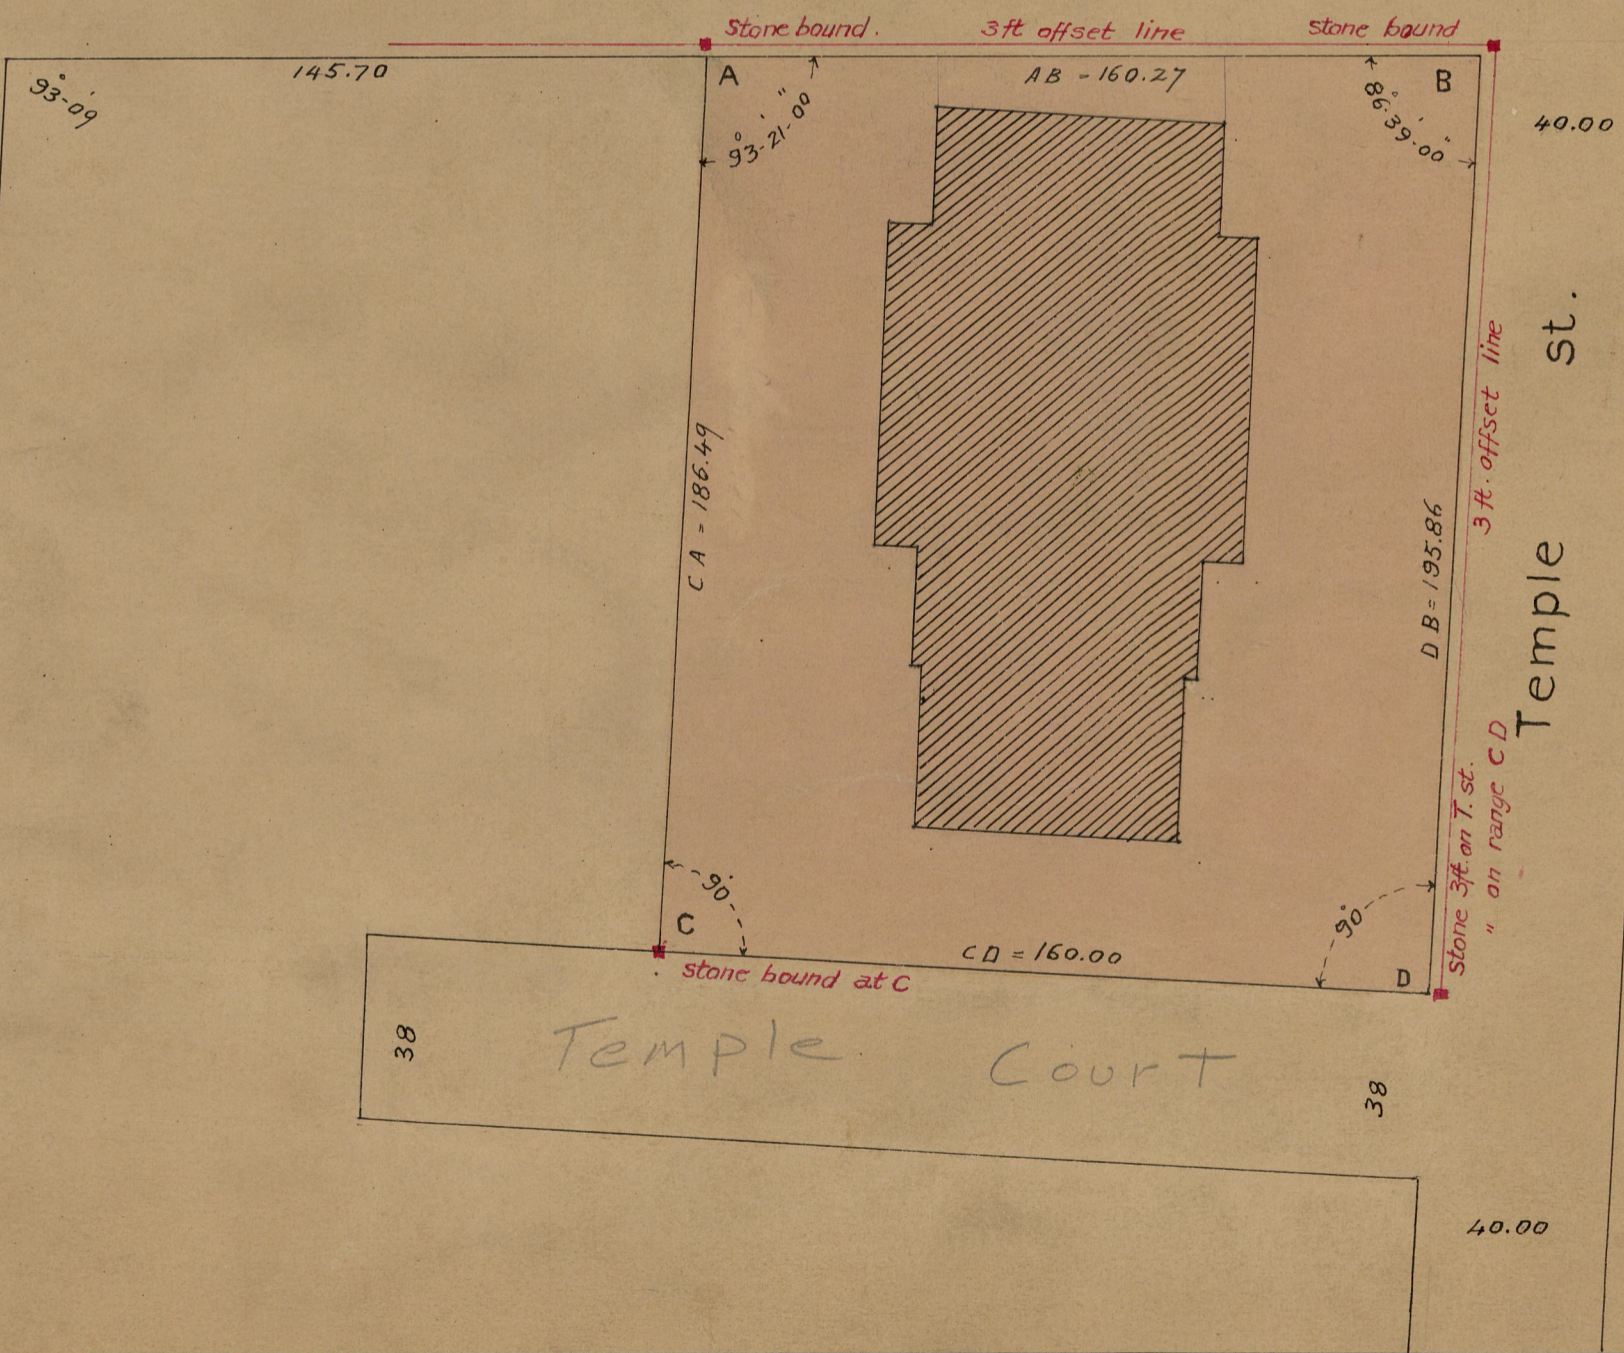 stone bound.
3ft offset line
stone bound
93°-09'
145.70
A
AB - 160.27
B
93°-21'-00"
86°.39'.00"
40.00
CA = 186.49
DB = 195.86
3 ft. offset line
Temple st.
stone 3ft. on T. st.
" on range CD
90°
90°
C
CD = 160.00
D
stone bound at C
38
Temple Court
38
40.00